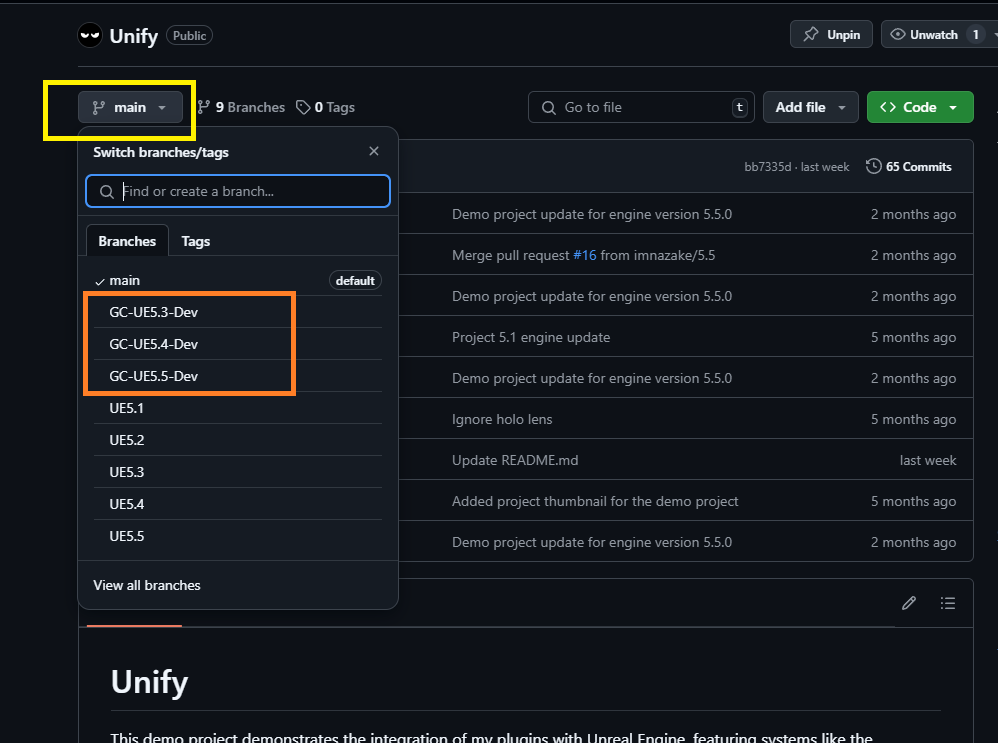 Unify Public Unpin Unwatch 1
main 9 Branches 0 Tags Go to file t Add file Code
Switch branches/tags
bb7335d · last week 65 Commits
Find or create a branch...
Demo project update for engine version 5.5.0 2 months ago
Branches Tags
Merge pull request #16 from imnazake/5.5 2 months ago
main default
Demo project update for engine version 5.5.0 2 months ago
GC-UE5.3-Dev
Project 5.1 engine update 5 months ago
GC-UE5.4-Dev
GC-UE5.5-Dev
Demo project update for engine version 5.5.0 2 months ago
UE5.1
Ignore holo lens 5 months ago
UE5.2
Update README.md last week
UE5.3
Added project thumbnail for the demo project 5 months ago
UE5.4
UE5.5
Demo project update for engine version 5.5.0 2 months ago
View all branches
Unify
This demo project demonstrates the integration of my plugins with Unreal Engine, featuring systems like the